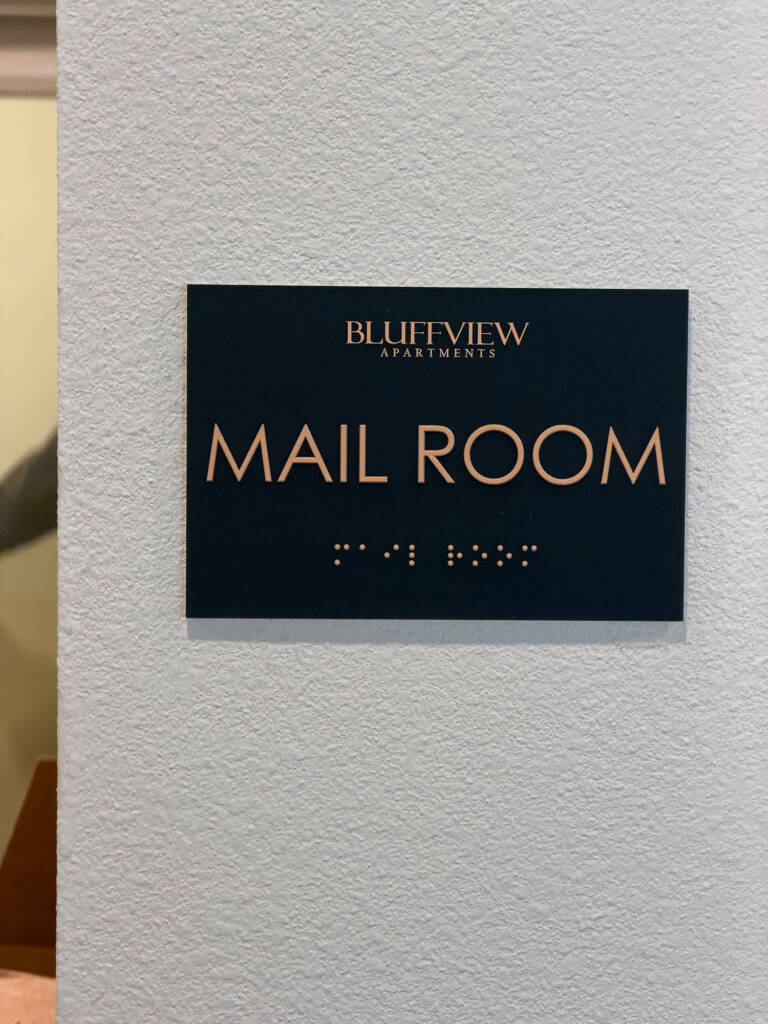 BLUFFVIEW
APARTMENTS
MAIL ROOM
⠍⠁⠊⠇ ⠗⠕⠕⠍